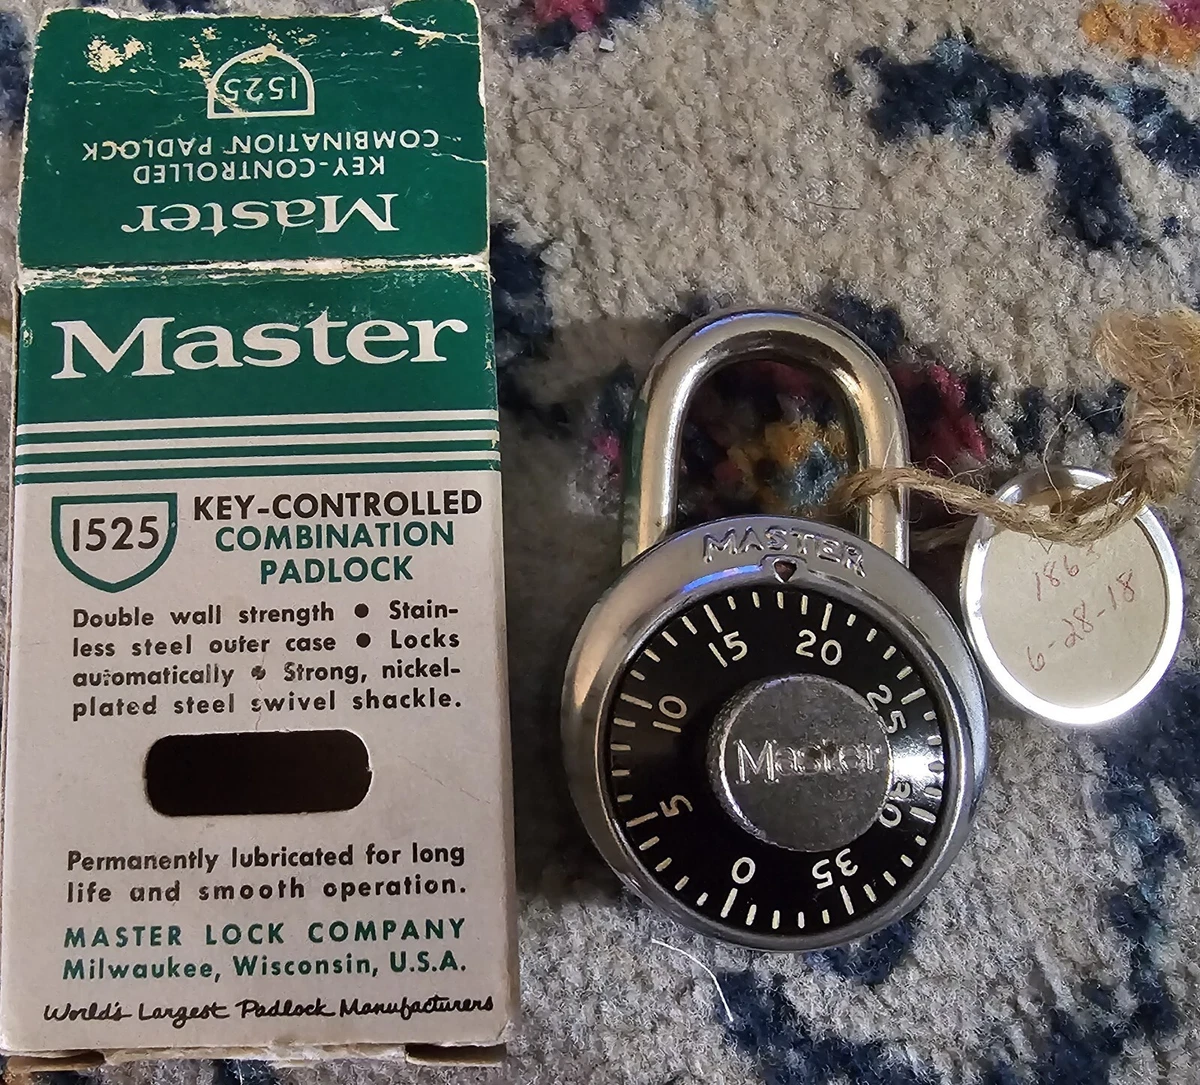 1525
COMBINATION PADLOCK
KEY-CONTROLLED
Master
Master
1525
KEY-CONTROLLED
COMBINATION
PADLOCK
Double wall strength • Stain-
less steel outer case • Locks
automatically • Strong, nickel-
plated steel swivel shackle.
Permanently lubricated for long
life and smooth operation.
MASTER LOCK COMPANY
Milwaukee, Wisconsin, U.S.A.
World's Largest Padlock Manufacturers
MASTER
15 20
10 25
Master
5 30
0 35
6-28-18